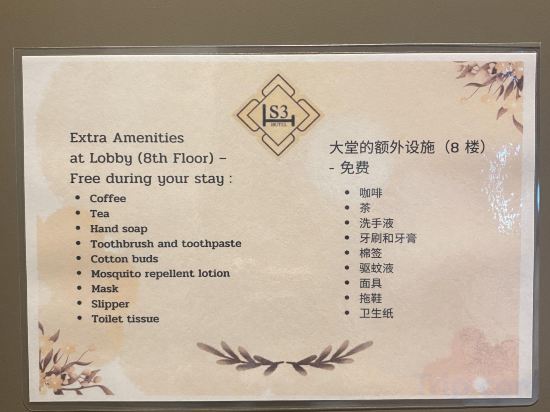 S3
HOTEL
Extra Amenities
at Lobby (8th Floor) –
Free during your stay :
• Coffee
• Tea
• Hand soap
• Toothbrush and toothpaste
• Cotton buds
• Mosquito repellent lotion
• Mask
• Slipper
• Toilet tissue
大堂的额外设施（8 楼）
- 免费
• 咖啡
• 茶
• 洗手液
• 牙刷和牙膏
• 棉签
• 驱蚊液
• 面具
• 拖鞋
• 卫生纸